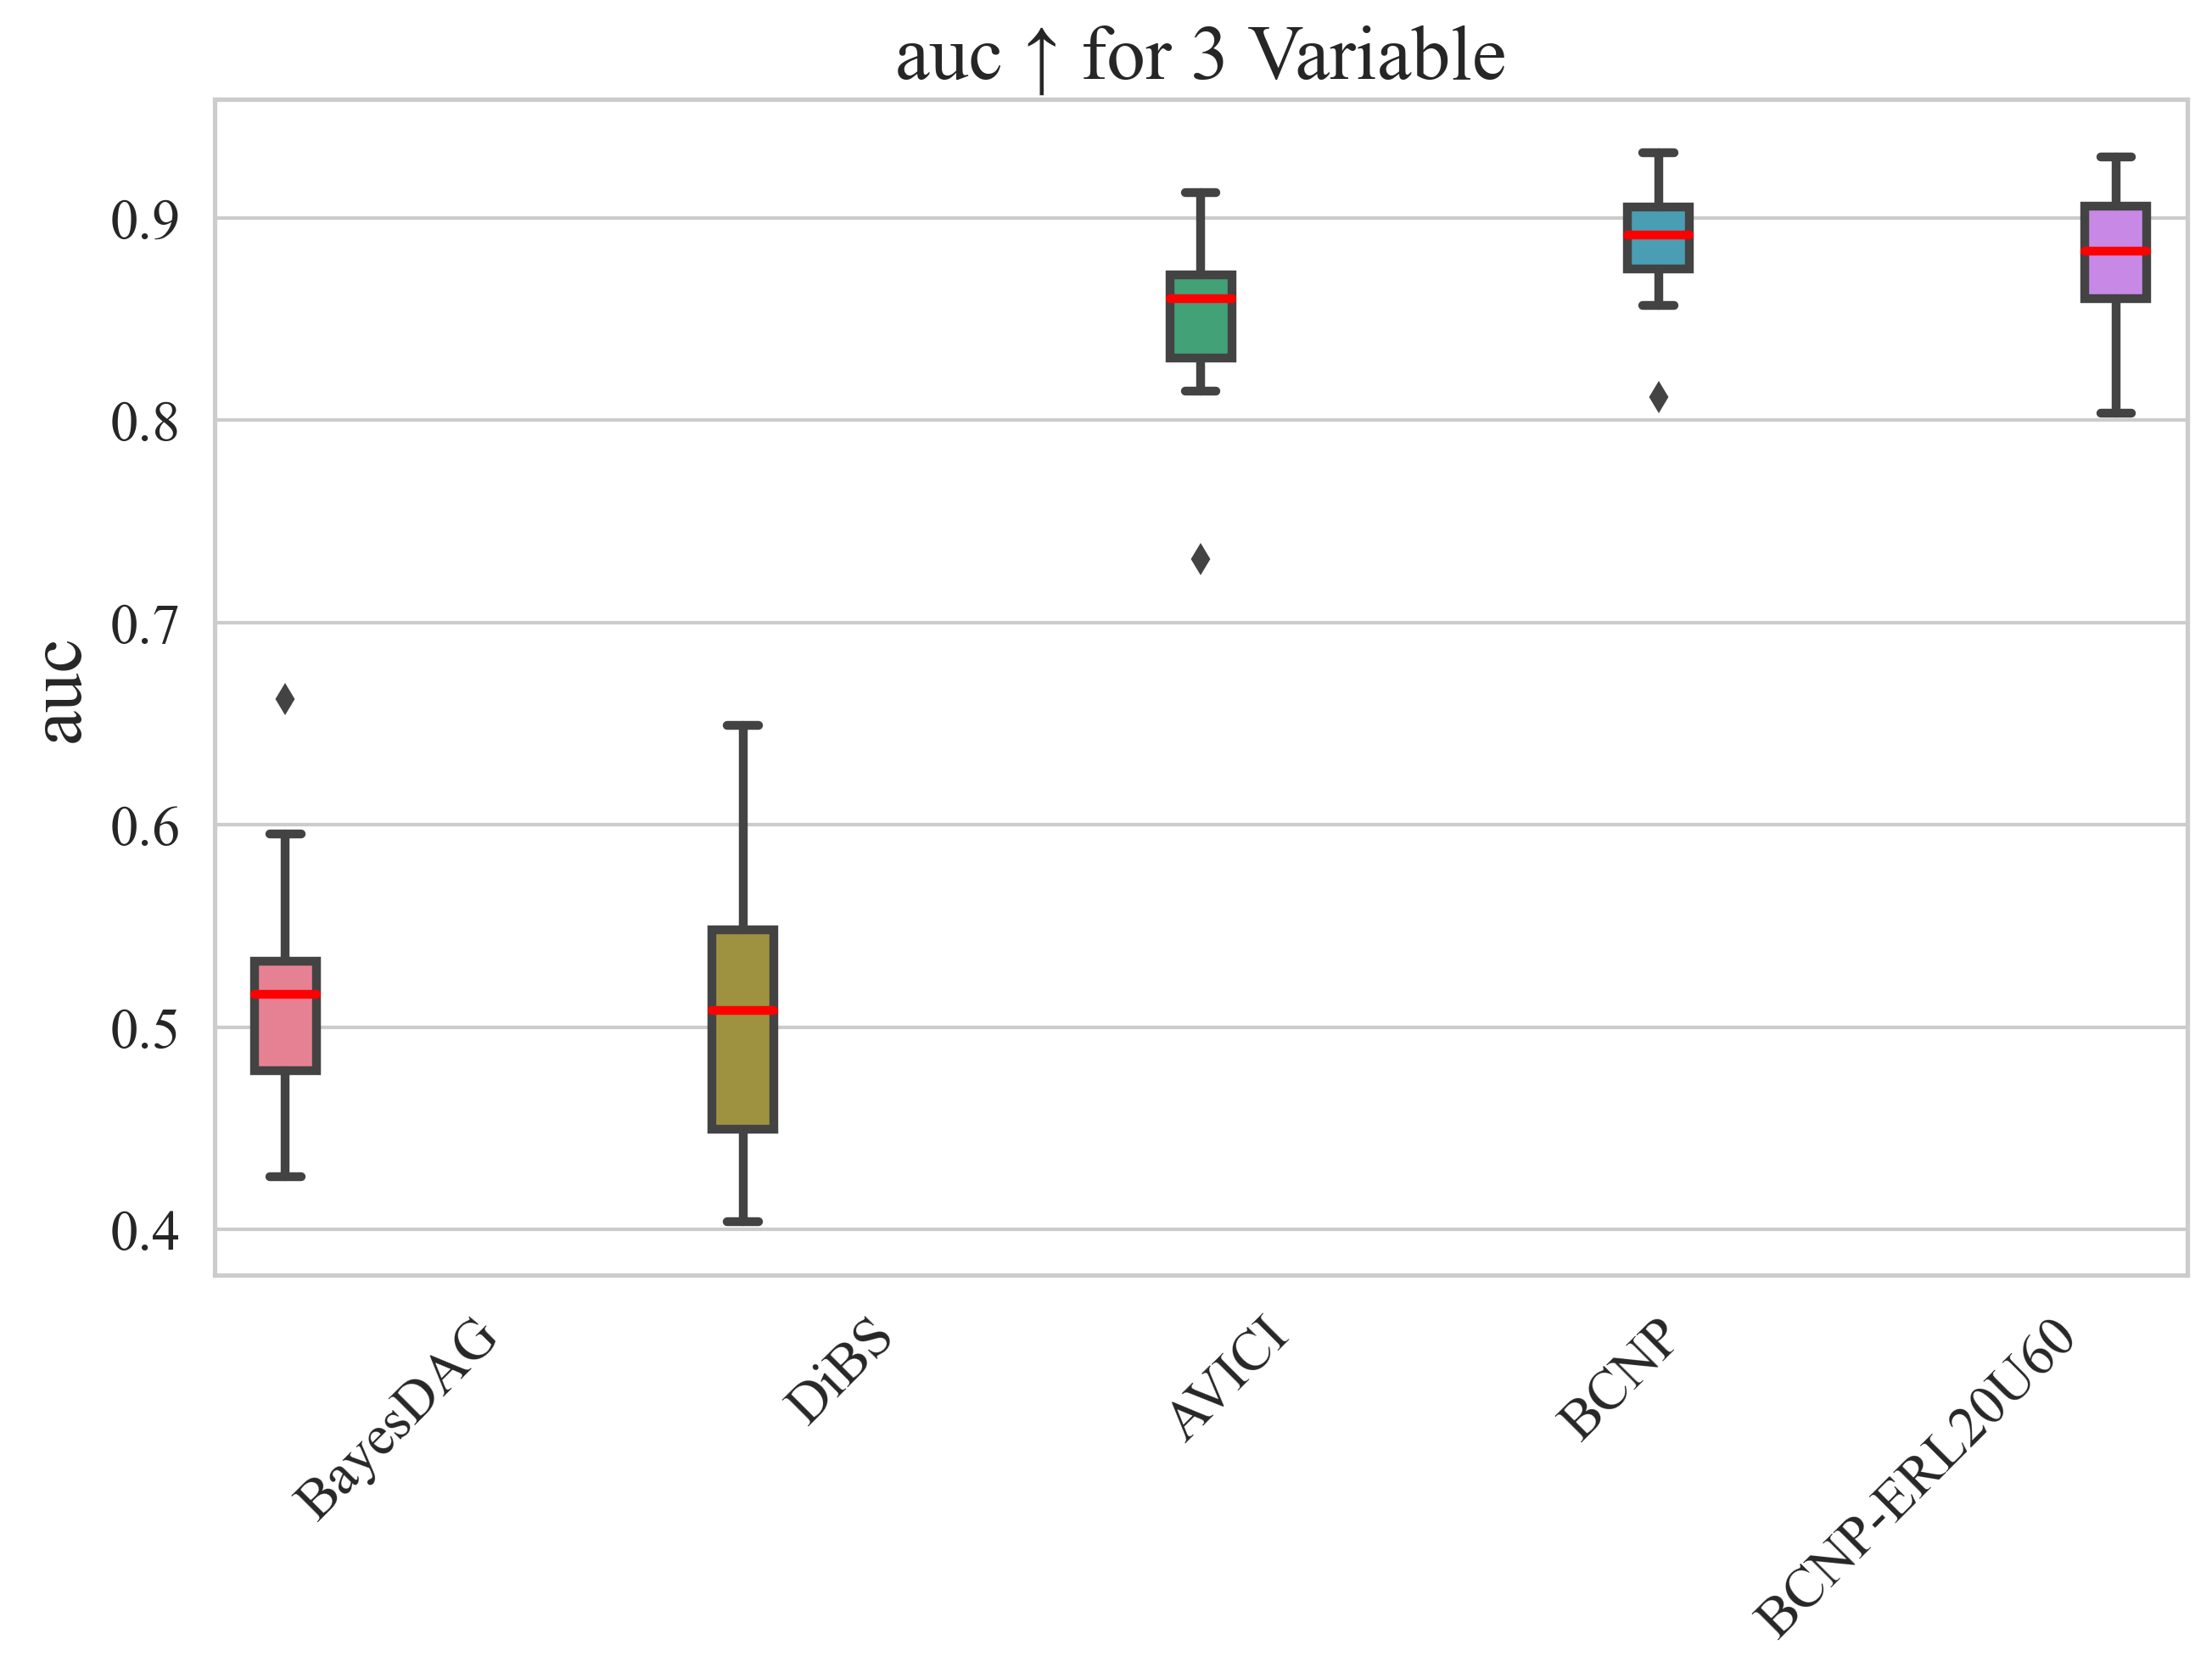 auc ↑ for 3 Variable
0.9
0.8
0.7
0.6
0.5
0.4
auc
BayesDAG
DiBS
AVICI
BCNP
BCNP-ERL20U60